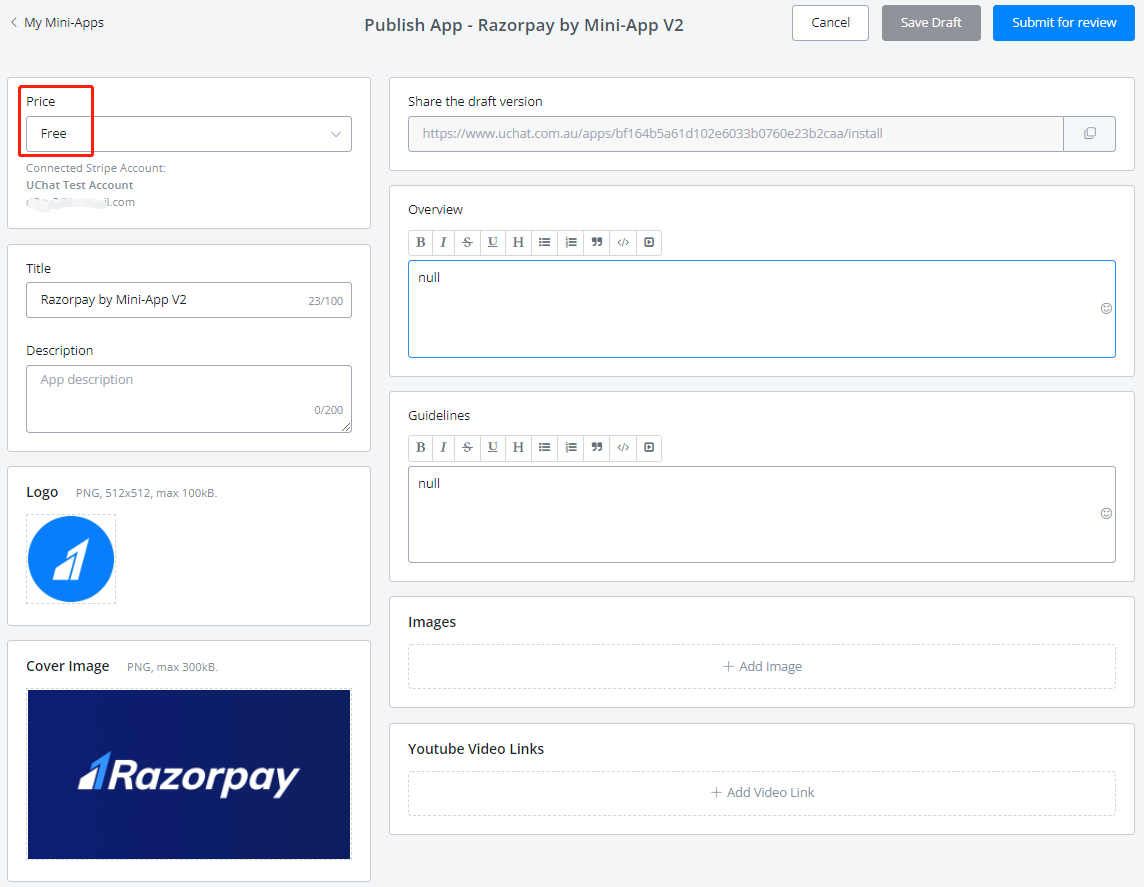 My Mini-Apps
Publish App - Razorpay by Mini-App V2
Cancel
Save Draft
Submit for review
Price
Free
Connected Stripe Account:
UChat Test Account
il.com
Title
Razorpay by Mini-App V2
23/100
Description
App description
0/200
Logo PNG, 512x512, max 100kB.
Cover Image PNG, max 300kB.
Razorpay
Share the draft version
https://www.uchat.com.au/apps/bf164b5a61d102e6033b0760e23b2caa/install
Overview
B I S U H
null
Guidelines
B I S U H
null
Images
+ Add Image
Youtube Video Links
+ Add Video Link